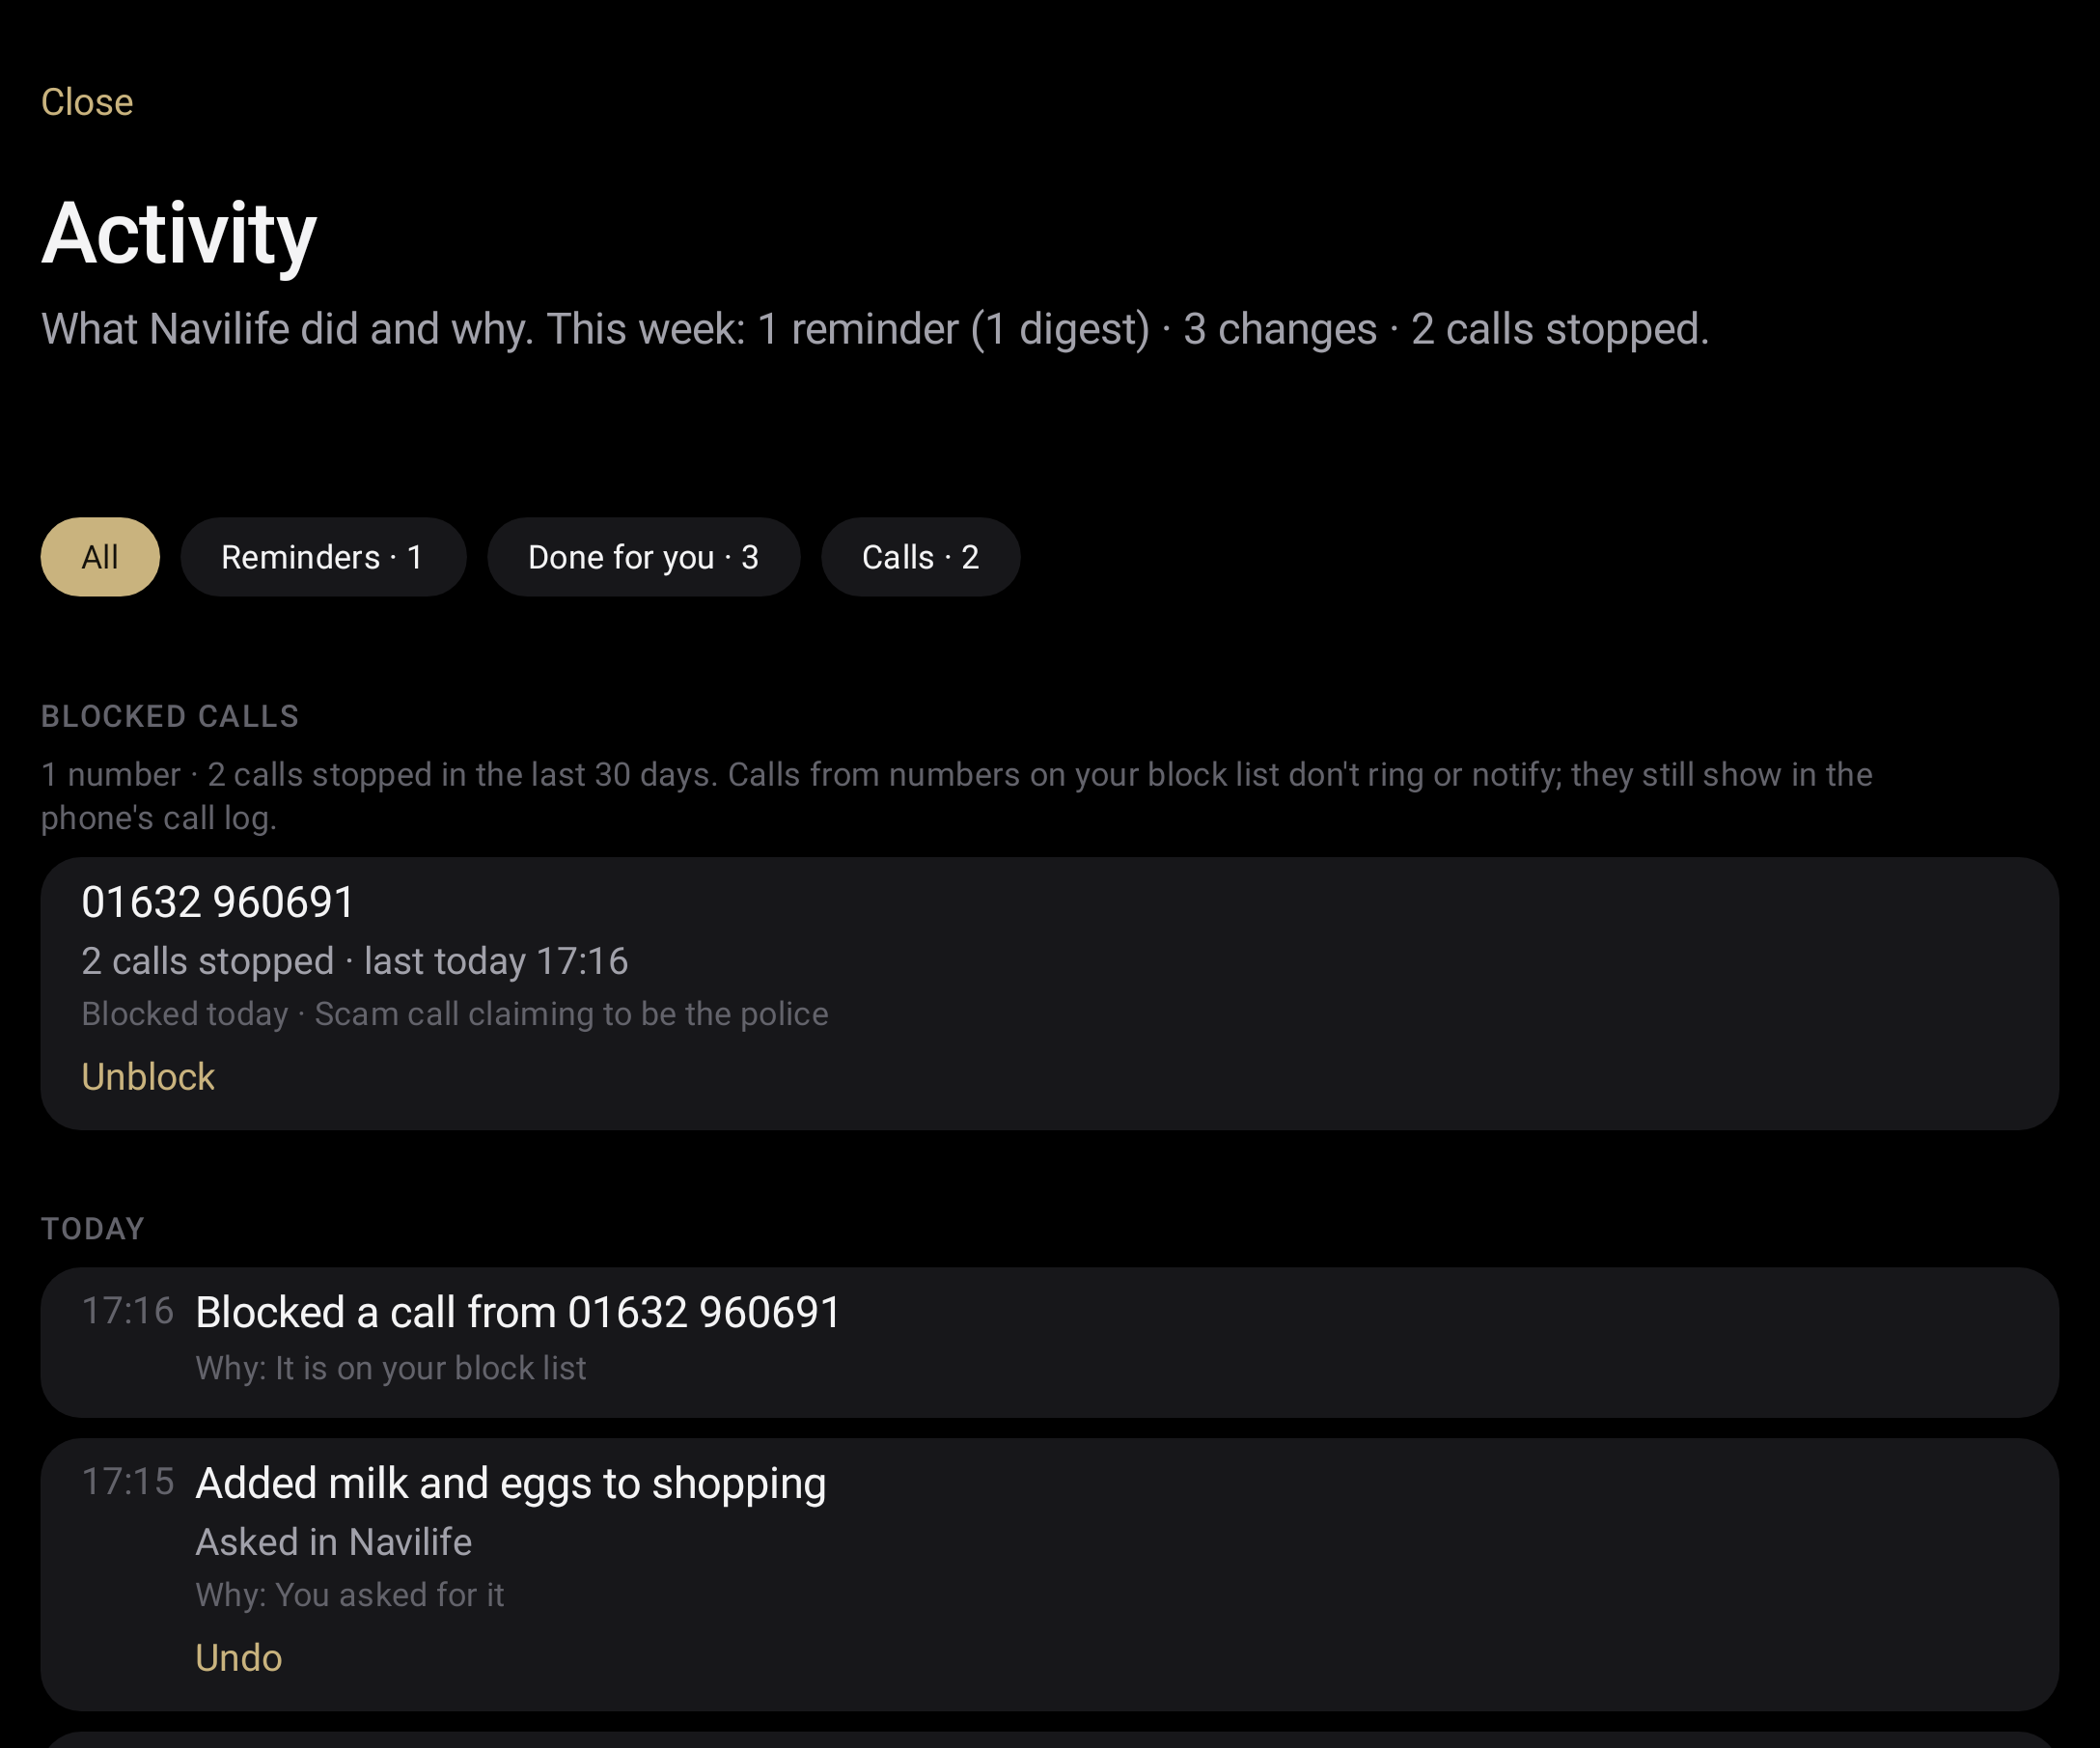 Close
Activity
What Navilife did and why. This week: 1 reminder (1 digest) · 3 changes · 2 calls stopped.
All
Reminders · 1
Done for you · 3
Calls · 2
BLOCKED CALLS
1 number · 2 calls stopped in the last 30 days. Calls from numbers on your block list don't ring or notify; they still show in the
phone's call log.
01632 960691
2 calls stopped · last today 17:16
Blocked today · Scam call claiming to be the police
Unblock
TODAY
17:16 Blocked a call from 01632 960691
Why: It is on your block list
17:15 Added milk and eggs to shopping
Asked in Navilife
Why: You asked for it
Undo